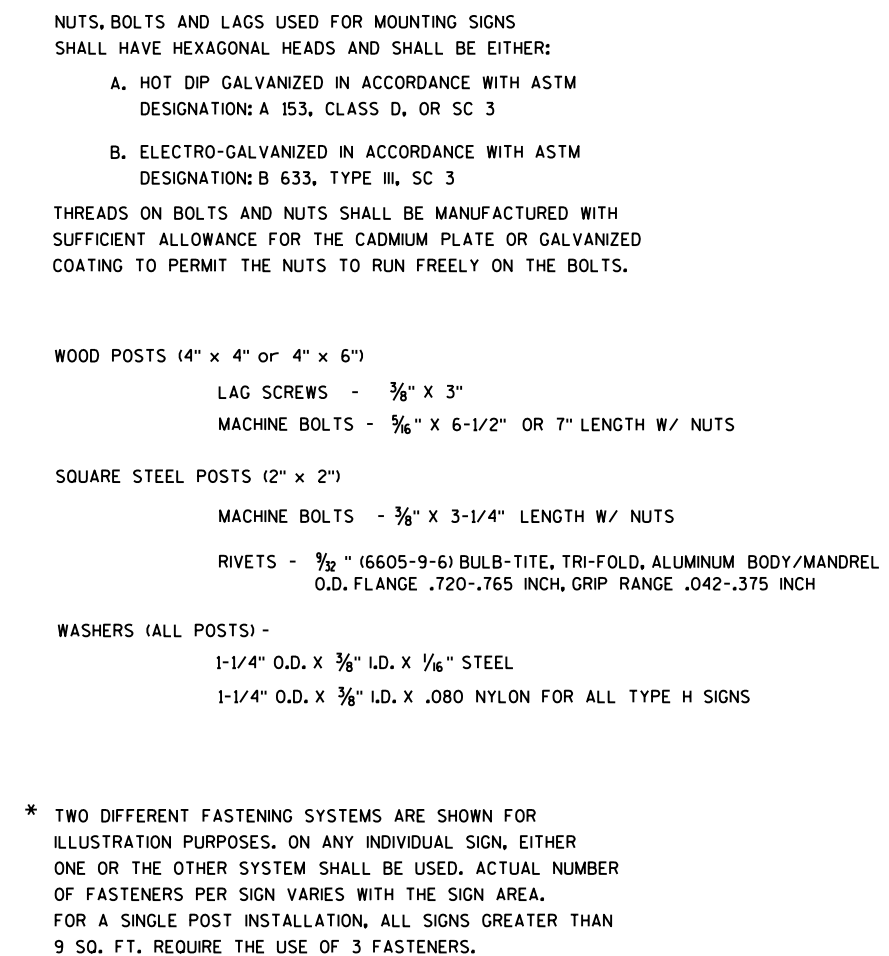 NUTS, BOLTS AND LAGS USED FOR MOUNTING SIGNS
SHALL HAVE HEXAGONAL HEADS AND SHALL BE EITHER:
A. HOT DIP GALVANIZED IN ACCORDANCE WITH ASTM
DESIGNATION: A 153, CLASS D, OR SC 3
B. ELECTRO-GALVANIZED IN ACCORDANCE WITH ASTM
DESIGNATION: B 633, TYPE III, SC 3
THREADS ON BOLTS AND NUTS SHALL BE MANUFACTURED WITH
SUFFICIENT ALLOWANCE FOR THE CADMIUM PLATE OR GALVANIZED
COATING TO PERMIT THE NUTS TO RUN FREELY ON THE BOLTS.
WOOD POSTS (4" x 4" or 4" x 6")
LAG SCREWS - 3/8" X 3"
MACHINE BOLTS - 5/16" X 6-1/2" OR 7" LENGTH W/ NUTS
SQUARE STEEL POSTS (2" x 2")
MACHINE BOLTS - 3/8" X 3-1/4" LENGTH W/ NUTS
RIVETS - 9/32 " (6605-9-6) BULB-TITE, TRI-FOLD, ALUMINUM BODY/MANDREL
O.D. FLANGE .720-.765 INCH, GRIP RANGE .042-.375 INCH
WASHERS (ALL POSTS) -
1-1/4" O.D. X 3/8" I.D. X 1/16" STEEL
1-1/4" O.D. X 3/8" I.D. X .080 NYLON FOR ALL TYPE H SIGNS
* TWO DIFFERENT FASTENING SYSTEMS ARE SHOWN FOR
ILLUSTRATION PURPOSES. ON ANY INDIVIDUAL SIGN, EITHER
ONE OR THE OTHER SYSTEM SHALL BE USED. ACTUAL NUMBER
OF FASTENERS PER SIGN VARIES WITH THE SIGN AREA.
FOR A SINGLE POST INSTALLATION, ALL SIGNS GREATER THAN
9 SQ. FT. REQUIRE THE USE OF 3 FASTENERS.